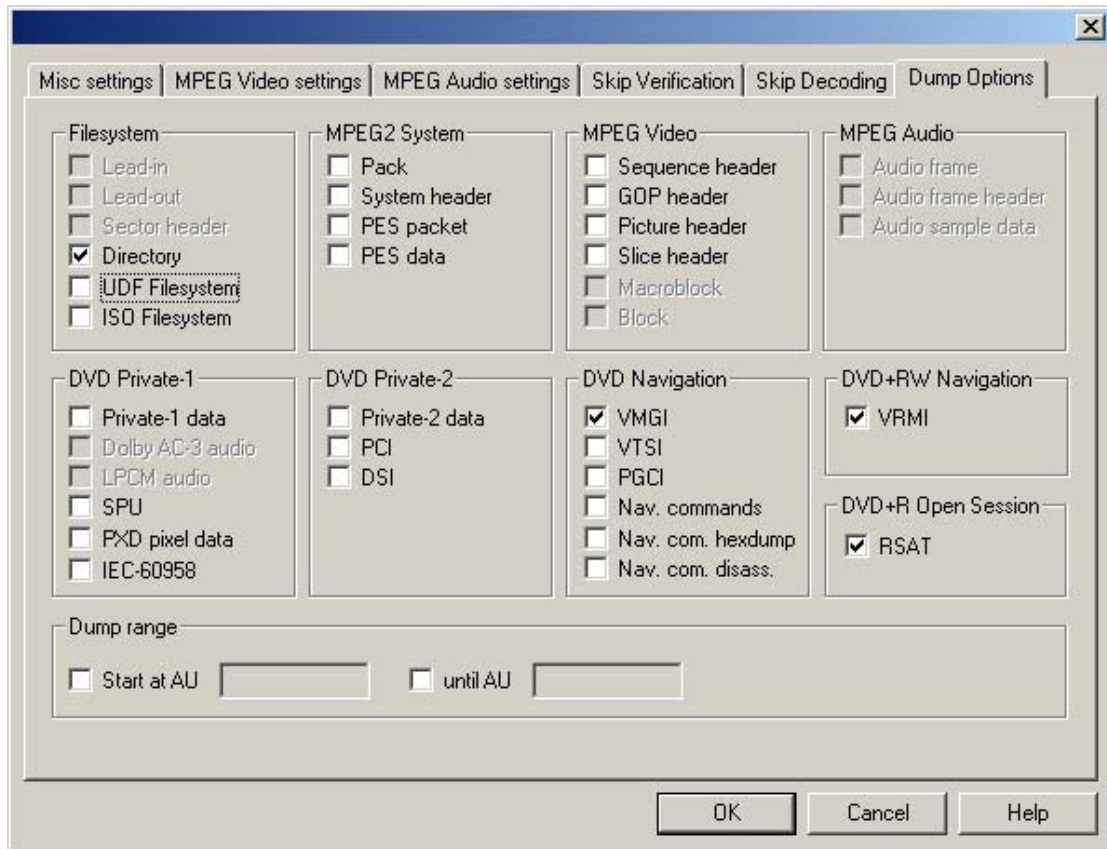 Misc settings
MPEG Video settings
MPEG Audio settings
Skip Verification
Skip Decoding
Dump Options
Filesystem
Lead-in
Lead-out
Sector header
Directory
UDF Filesystem
ISO Filesystem
MPEG2 System
Pack
System header
PES packet
PES data
MPEG Video
Sequence header
GOP header
Picture header
Slice header
Macroblock
Block
MPEG Audio
Audio frame
Audio frame header
Audio sample data
DVD Private-1
Private-1 data
Dolby AC-3 audio
LPCM audio
SPU
PXD pixel data
IEC-60958
DVD Private-2
Private-2 data
PCI
DSI
DVD Navigation
VMGI
VTSI
PGCI
Nav. commands
Nav. com. hexdump
Nav. com. disass.
DVD+RW Navigation
VRMI
DVD+R Open Session
RSAT
Dump range
Start at AU
until AU
OK
Cancel
Help